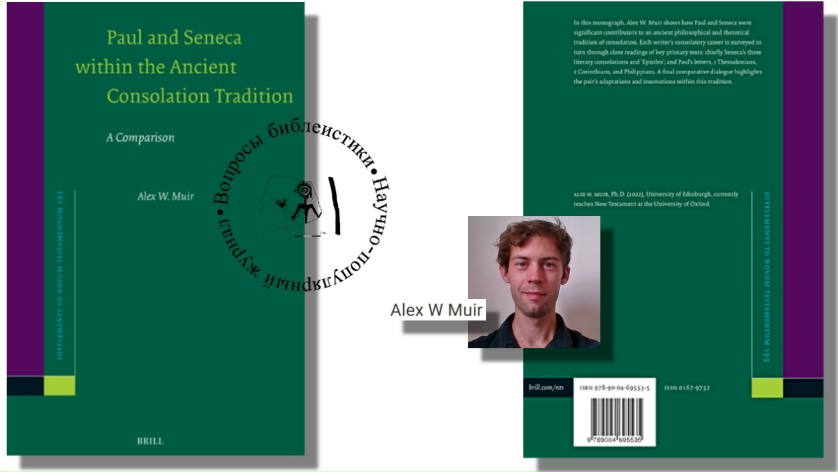 Paul and Seneca
within the Ancient
Consolation Tradition
A Comparison
Alex W. Muir
SUPPLEMENTS TO NOVUM TESTAMENTUM 193
BRILL
• Вопросы библеистики • Научно-популярный журнал
Alex W Muir
In this monograph, Alex W. Muir shows how Paul and Seneca were
significant contributors to an ancient philosophical and rhetorical
tradition of consolation. Each writer's consolatory career is surveyed in
turn through close readings of key primary texts: chiefly Seneca's three
literary consolations and 'Epistles'; and Paul's letters, 1 Thessalonians,
2 Corinthians, and Philippians. A final comparative dialogue highlights
the pair's adaptations and innovations within this tradition.
ALEX W. MUIR, Ph.D. (2022), University of Edinburgh, currently
teaches New Testament at the University of Oxford.
SUPPLEMENTS TO NOVUM TESTAMENTUM 193
brill.com/nts
ISBN 978-90-04-69553-5
ISSN 0167-9732
9 789004 695535